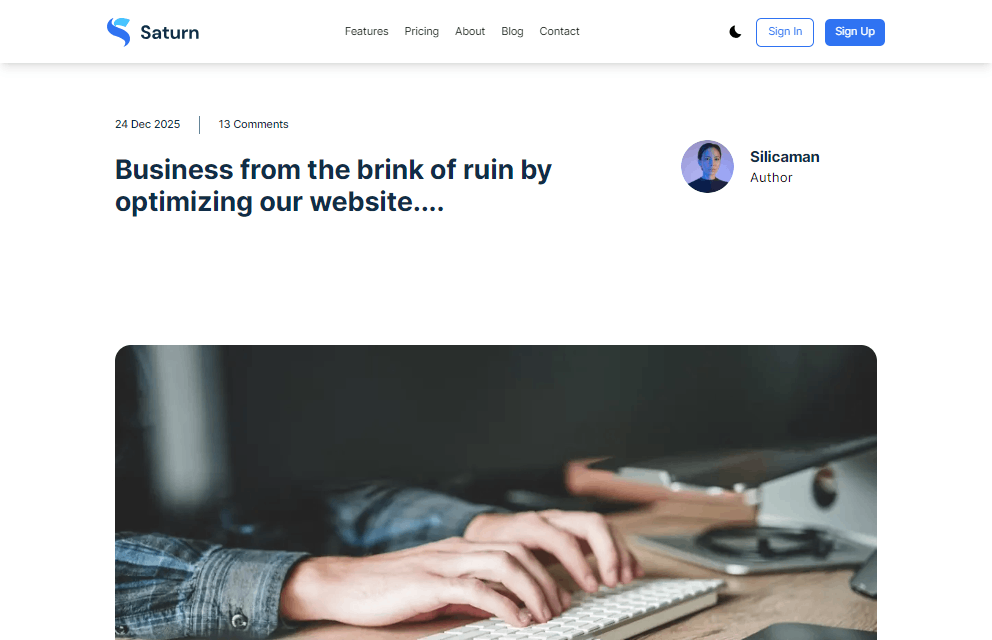 Saturn
Features
Pricing
About
Blog
Contact
Sign In
Sign Up
24 Dec 2025
13 Comments
Business from the brink of ruin by
optimizing our website....
Silicaman
Author